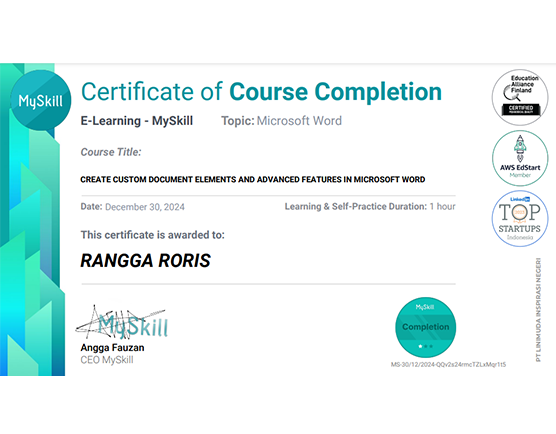 MySkill
Certificate of Course Completion
E-Learning - MySkill Topic: Microsoft Word
Course Title:
CREATE CUSTOM DOCUMENT ELEMENTS AND ADVANCED FEATURES IN MICROSOFT WORD
Date: December 30, 2024 Learning & Self-Practice Duration: 1 hour
This certificate is awarded to:
RANGGA RORIS
MySkill
Angga Fauzan
CEO MySkill
MySkill
Completion
MS-30/12/2024-QQv2s24rmcTZLxMqr1t5
Education
Alliance
Finland
CERTIFIED
AWS EdStart
Member
LinkedIn
TOP
STARTUPS
Indonesia
PT LINIMUDA INSPIRASI NEGERI